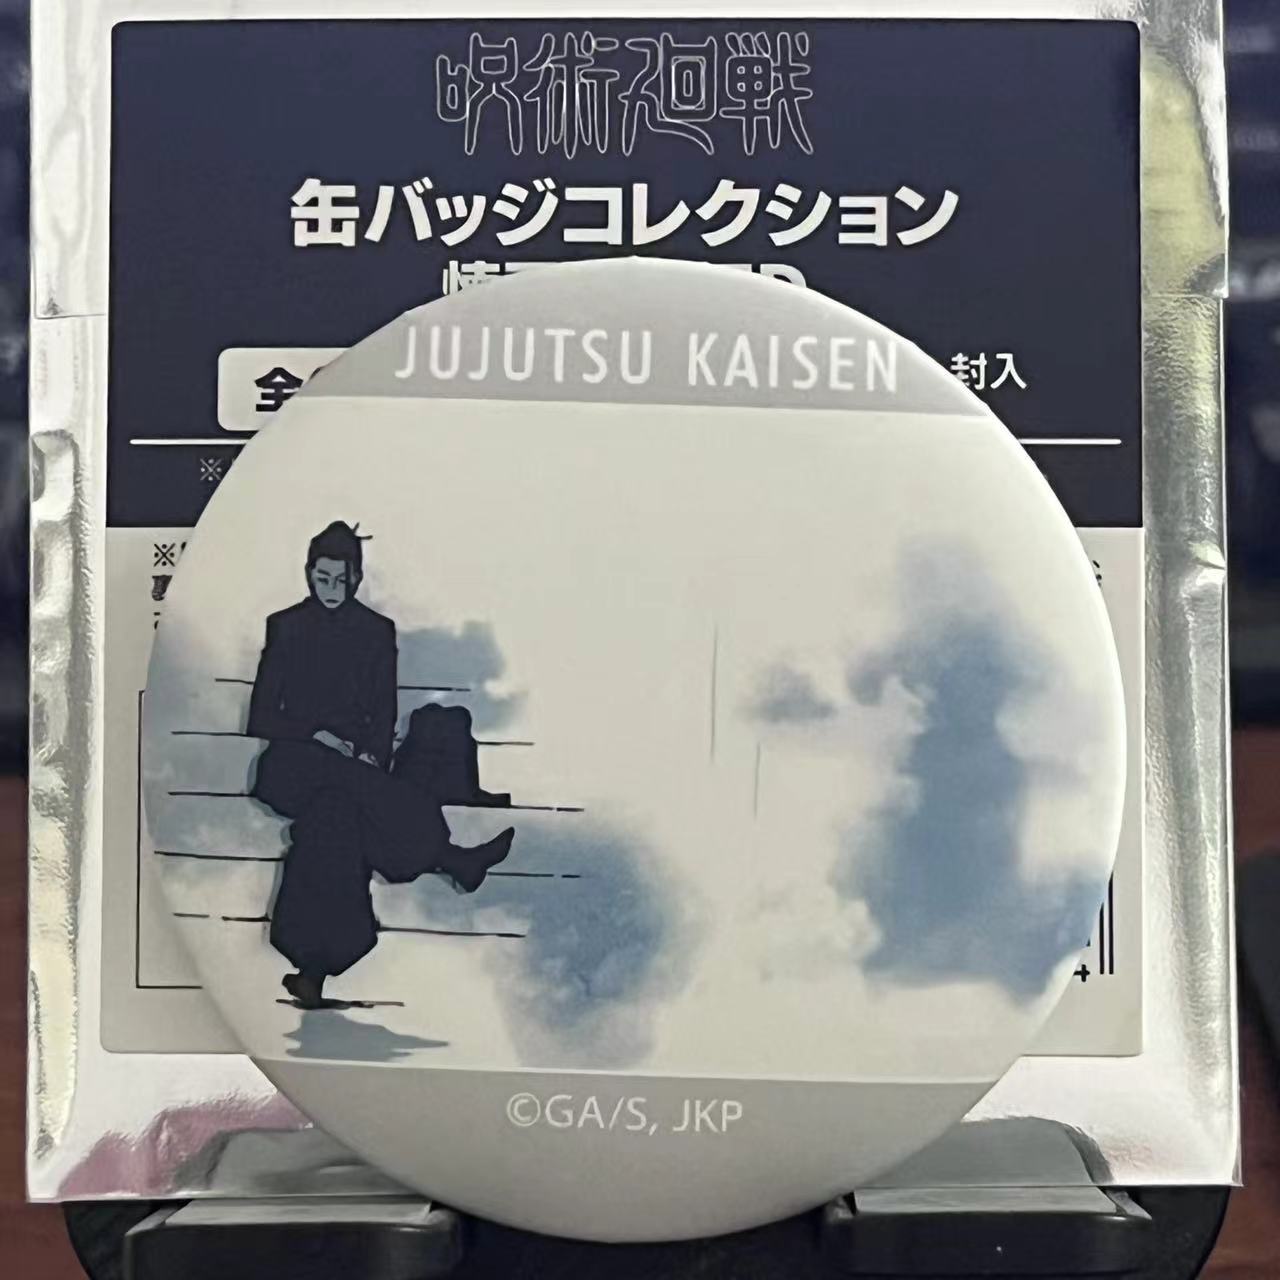 呪術廻戦
缶バッジコレクション
JUJUTSU KAISEN
全
封入
※
※
©GA/S, JKP